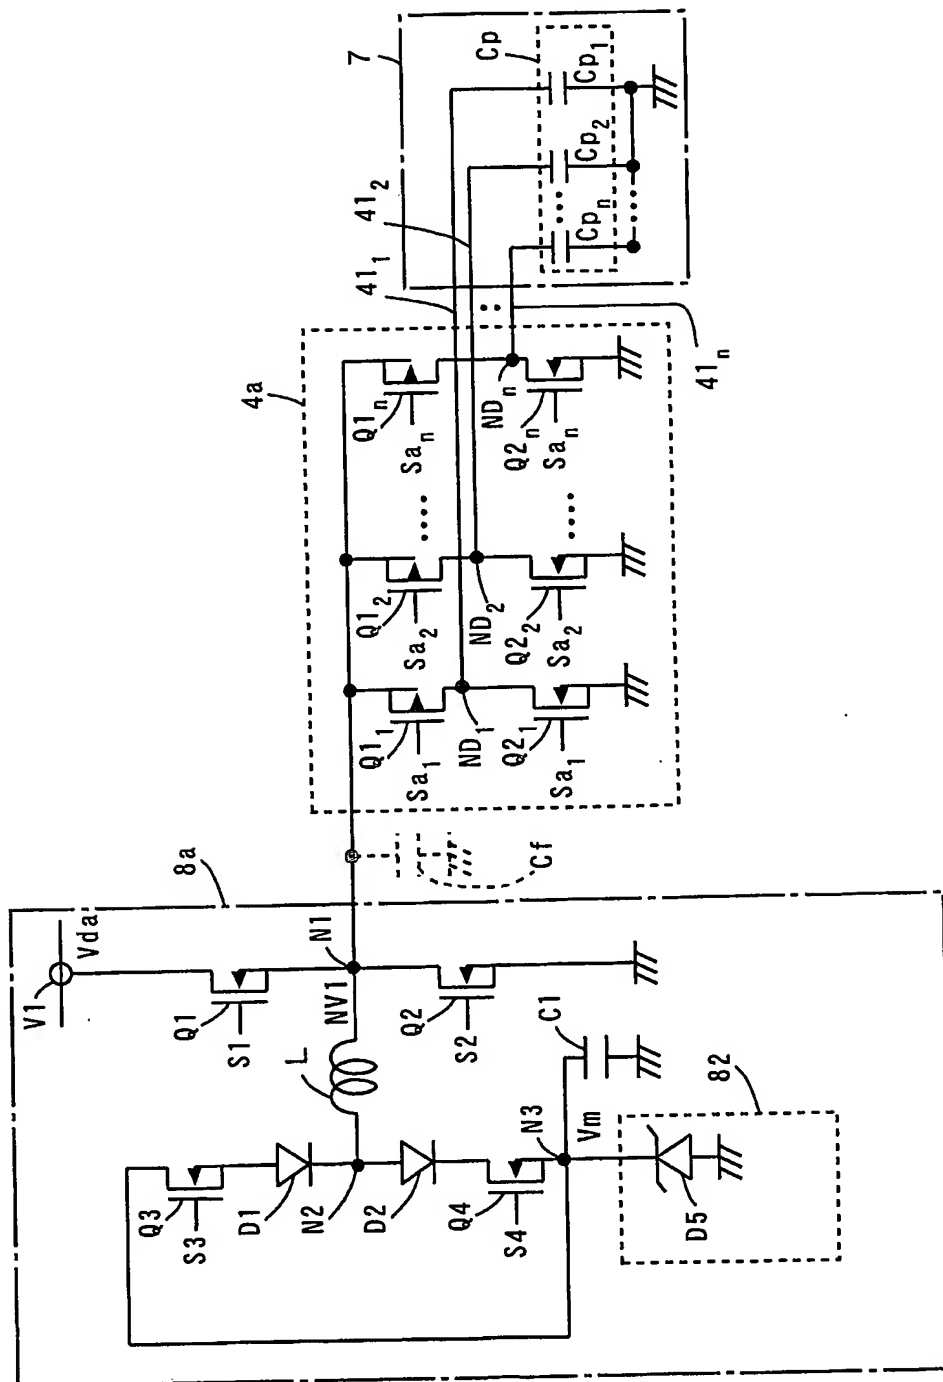 8a
V1
Vda
Q1
S1
N1
NV1
L
Q2
S2
Q3
S3
D1
N2
D2
Q4
S4
N3
Vm
C1
82
D5
Cf
4a
Q1₁
Sa₁
Q1₂
Sa₂
Q1ₙ
Saₙ
ND₁
ND₂
NDₙ
Q2₁
Sa₁
Q2₂
Sa₂
Q2ₙ
Saₙ
41₁
41₂
41ₙ
7
Cp
Cp₁
Cp₂
Cpₙ